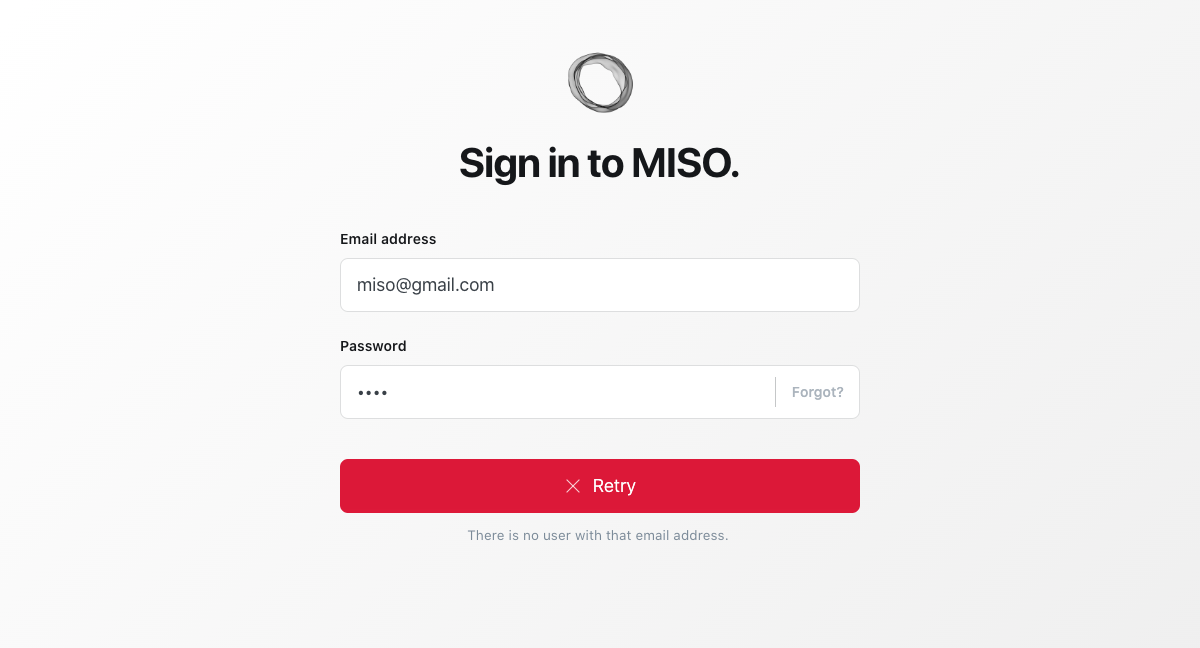 Sign in to MISO.
Email address
miso@gmail.com
Password
••••
Forgot?
Retry
There is no user with that email address.